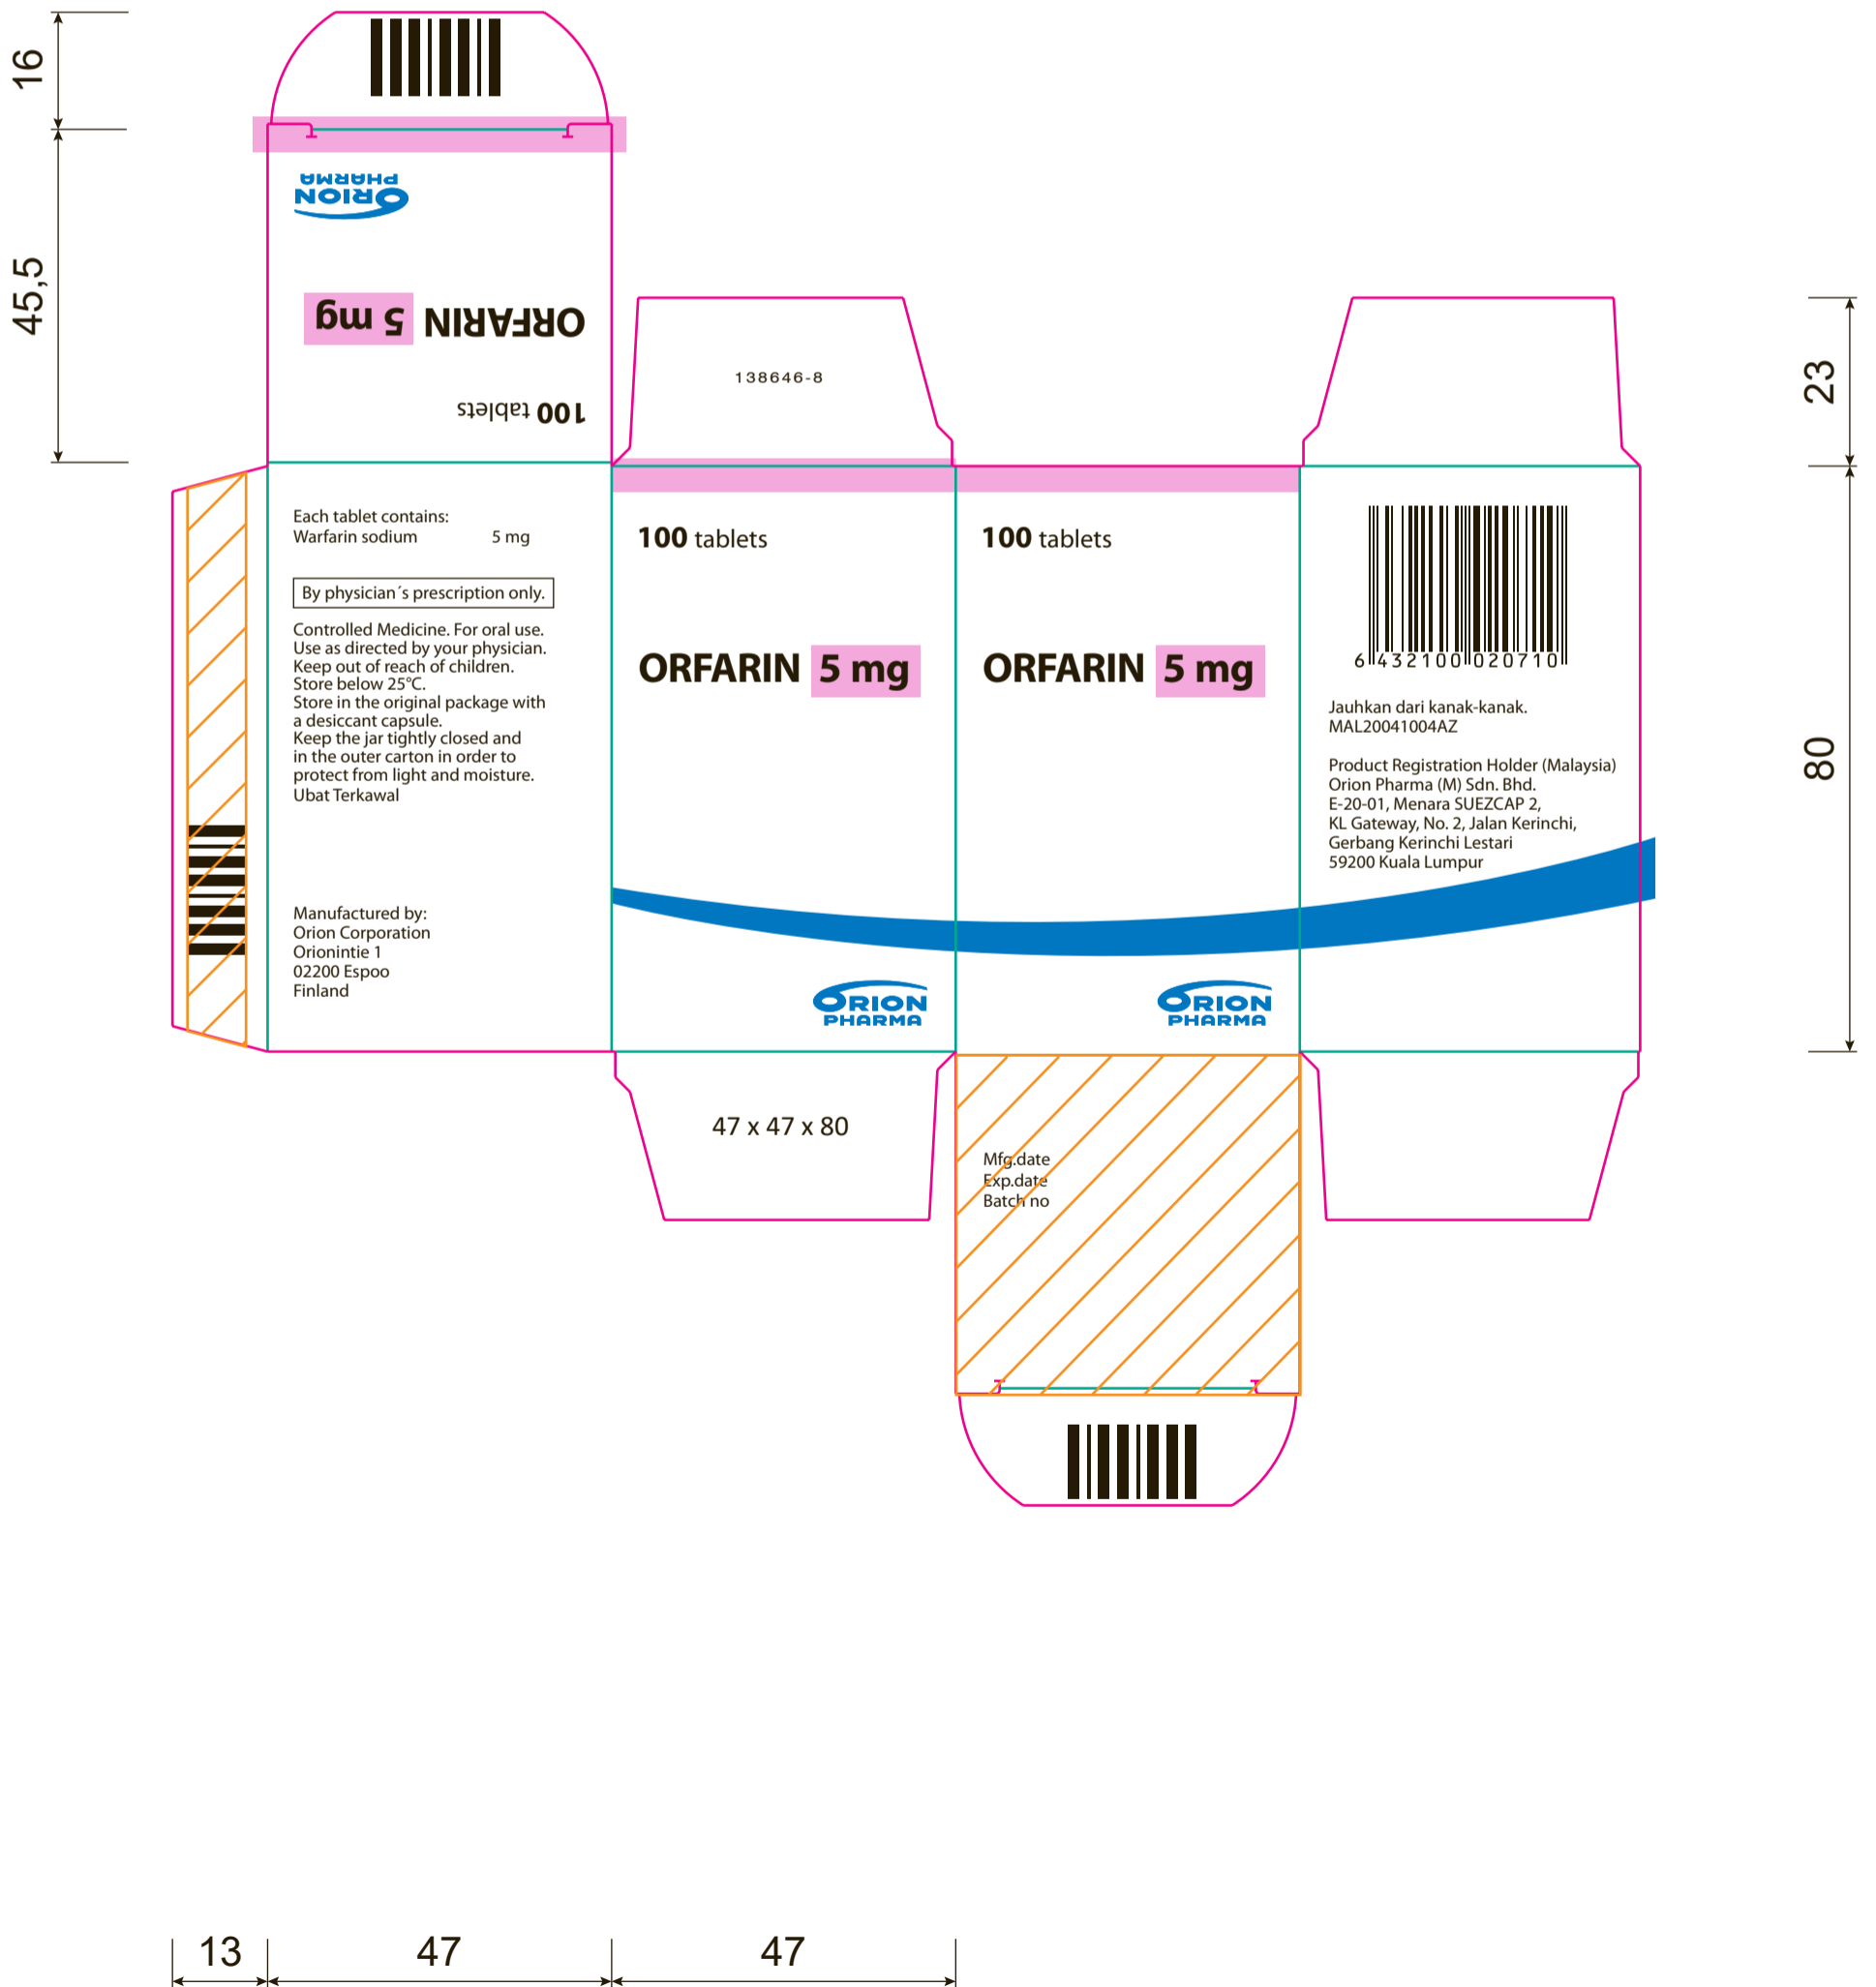 16
45,5
ORION
PHARMA
ORFARIN 5 mg
100 tablets
138646-8
23
80
Each tablet contains:
Warfarin sodium 5 mg
By physician´s prescription only.
Controlled Medicine. For oral use.
Use as directed by your physician.
Keep out of reach of children.
Store below 25°C.
Store in the original package with
a desiccant capsule.
Keep the jar tightly closed and
in the outer carton in order to
protect from light and moisture.
Ubat Terkawal
Manufactured by:
Orion Corporation
Orionintie 1
02200 Espoo
Finland
100 tablets
ORFARIN 5 mg
ORION
PHARMA
100 tablets
ORFARIN 5 mg
ORION
PHARMA
6 432100 020710
Jauhkan dari kanak-kanak.
MAL20041004AZ
Product Registration Holder (Malaysia)
Orion Pharma (M) Sdn. Bhd.
E-20-01, Menara SUEZCAP 2,
KL Gateway, No. 2, Jalan Kerinchi,
Gerbang Kerinchi Lestari
59200 Kuala Lumpur
47 x 47 x 80
Mfg.date
Exp.date
Batch no
13
47
47